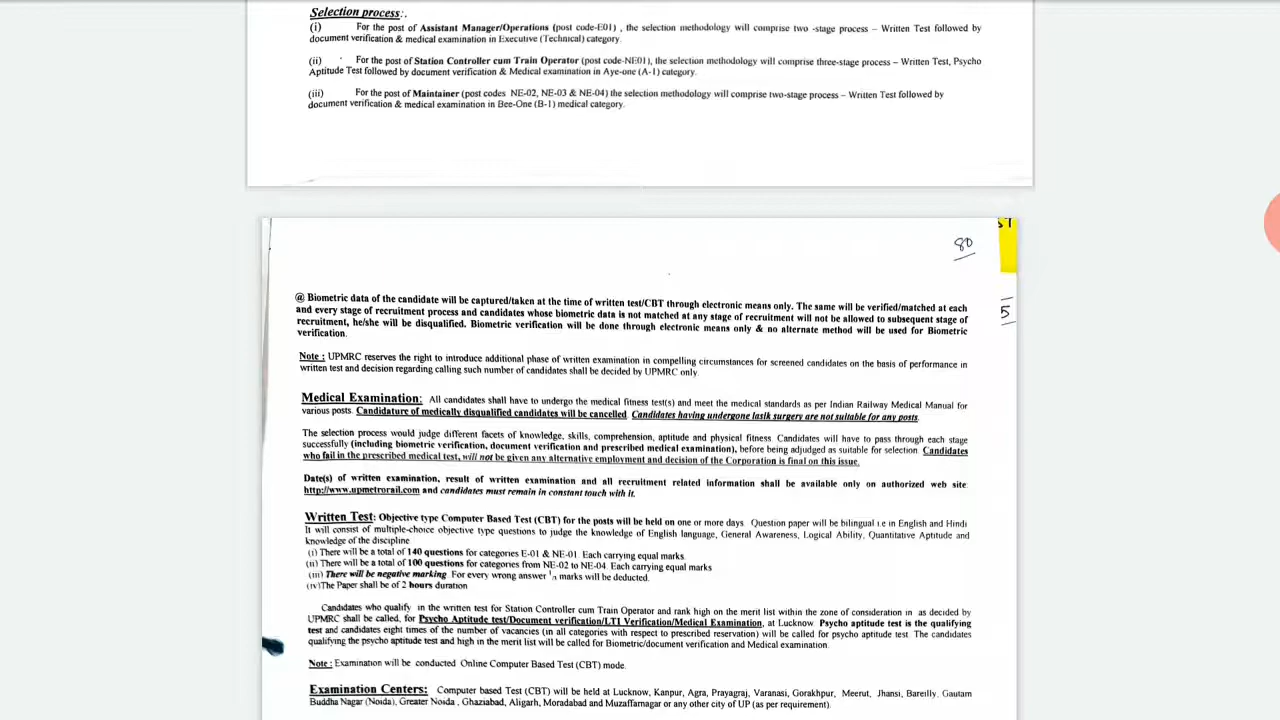 Selection process:.
(i) For the post of Assistant Manager/Operations (post code-E01) , the selection methodology will comprise two -stage process – Written Test followed by
document verification & medical examination in Executive (Technical) category.
(ii) For the post of Station Controller cum Train Operator (post code-NE01), the selection methodology will comprise three-stage process – Written Test, Psycho
Aptitude Test followed by document verification & Medical examination in Aye-one (A-1) category.
(iii) For the post of Maintainer (post codes NE-02, NE-03 & NE-04) the selection methodology will comprise two-stage process – Written Test followed by
document verification & medical examination in Bee-One (B-1) medical category.
80
5
@ Biometric data of the candidate will be captured/taken at the time of written test/CBT through electronic means only. The same will be verified/matched at each
and every stage of recruitment process and candidates whose biometric data is not matched at any stage of recruitment will not be allowed to subsequent stage of
recruitment, he/she will be disqualified. Biometric verification will be done through electronic means only & no alternate method will be used for Biometric
verification.
Note : UPMRC reserves the right to introduce additional phase of written examination in compelling circumstances for screened candidates on the basis of performance in
written test and decision regarding calling such number of candidates shall be decided by UPMRC only.
Medical Examination: All candidates shall have to undergo the medical fitness test(s) and meet the medical standards as per Indian Railway Medical Manual for
various posts. Candidature of medically disqualified candidates will be cancelled. Candidates having undergone lasik surgery are not suitable for any posts.
The selection process would judge different facets of knowledge, skills, comprehension, aptitude and physical fitness. Candidates will have to pass through each stage
successfully (including biometric verification, document verification and prescribed medical examination), before being adjudged as suitable for selection. Candidates
who fail in the prescribed medical test, will not be given any alternative employment and decision of the Corporation is final on this issue.
Date(s) of written examination, result of written examination and all recruitment related information shall be available only on authorized web site:
http://www.upmetrorail.com and candidates must remain in constant touch with it.
Written Test: Objective type Computer Based Test (CBT) for the posts will be held on one or more days. Question paper will be bilingual i.e in English and Hindi
It will consist of multiple-choice objective type questions to judge the knowledge of English language, General Awareness, Logical Ability, Quantitative Aptitude and
knowledge of the discipline
(i) There will be a total of 140 questions for categories E-01 & NE-01. Each carrying equal marks.
(ii) There will be a total of 100 questions for categories from NE-02 to NE-04. Each carrying equal marks
(iii) There will be negative marking. For every wrong answer marks will be deducted.
(iv)The Paper shall be of 2 hours duration
Candidates who qualify in the written test for Station Controller cum Train Operator and rank high on the merit list within the zone of consideration in as decided by
UPMRC shall be called, for Psycho Aptitude test/Document verification/LTI Verification/Medical Examination, at Lucknow. Psycho aptitude test is the qualifying
test and candidates eight times of the number of vacancies (in all categories with respect to prescribed reservation) will be called for psycho aptitude test. The candidates
qualifying the psycho aptitude test and high in the merit list will be called for Biometric/document verification and Medical examination.
Note : Examination will be conducted Online Computer Based Test (CBT) mode.
Examination Centers: Computer based Test (CBT) will be held at Lucknow, Kanpur, Agra, Prayagraj, Varanasi, Gorakhpur, Meerut, Jhansi, Bareilly, Gautam
Buddha Nagar (Noida), Greater Noida , Ghaziabad, Aligarh, Moradabad and Muzaffarnagar or any other city of UP (as per requirement).